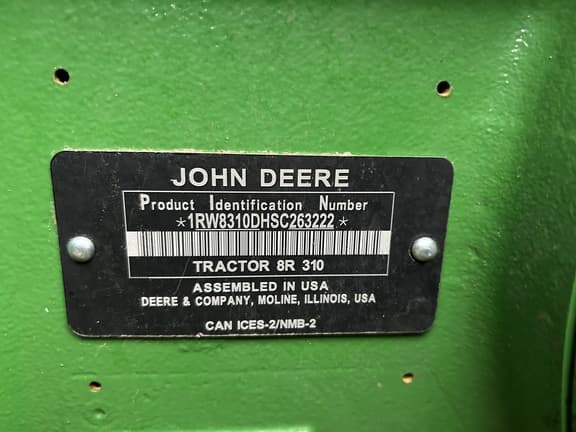 JOHN DEERE
Product Identification Number
*1RW8310DHSC263222*
TRACTOR 8R 310
ASSEMBLED IN USA
DEERE & COMPANY, MOLINE, ILLINOIS, USA
CAN ICES-2/NMB-2